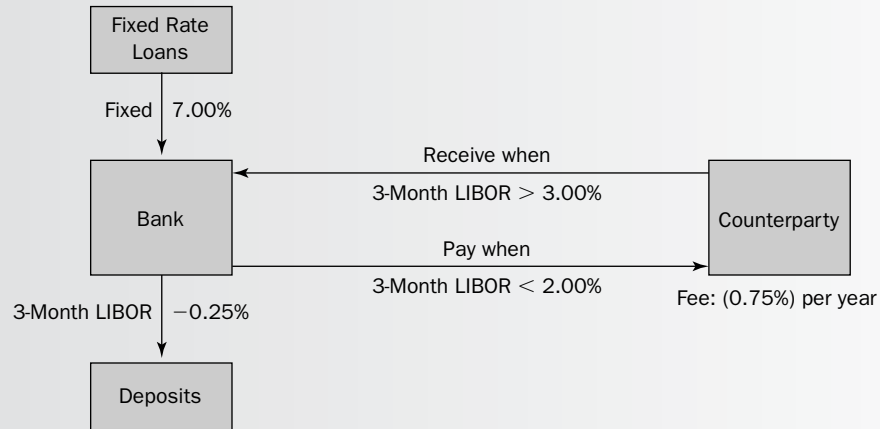 Fixed Rate
Loans
Fixed 7.00%
Receive when
3-Month LIBOR > 3.00%
Bank
Counterparty
Pay when
3-Month LIBOR < 2.00%
Fee: (0.75%) per year
3-Month LIBOR −0.25%
Deposits